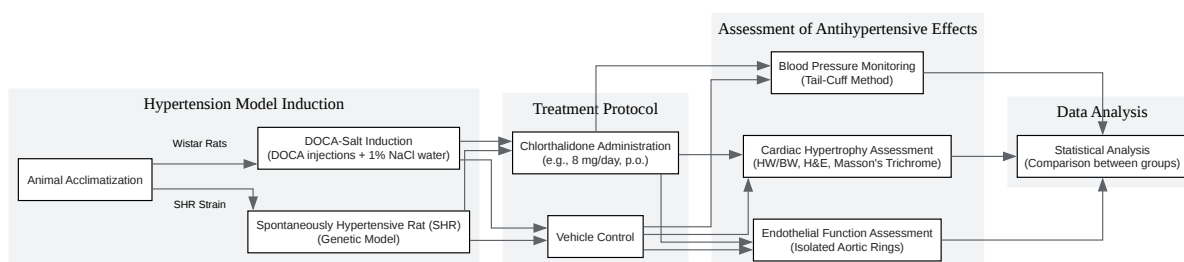 Hypertension Model Induction
Animal Acclimatization
Wistar Rats
SHR Strain
DOCA-Salt Induction
(DOCA injections + 1% NaCl water)
Spontaneously Hypertensive Rat (SHR)
(Genetic Model)
Treatment Protocol
Chlorthalidone Administration
(e.g., 8 mg/day, p.o.)
Vehicle Control
Assessment of Antihypertensive Effects
Blood Pressure Monitoring
(Tail-Cuff Method)
Cardiac Hypertrophy Assessment
(HW/BW, H&E, Masson's Trichrome)
Endothelial Function Assessment
(Isolated Aortic Rings)
Data Analysis
Statistical Analysis
(Comparison between groups)